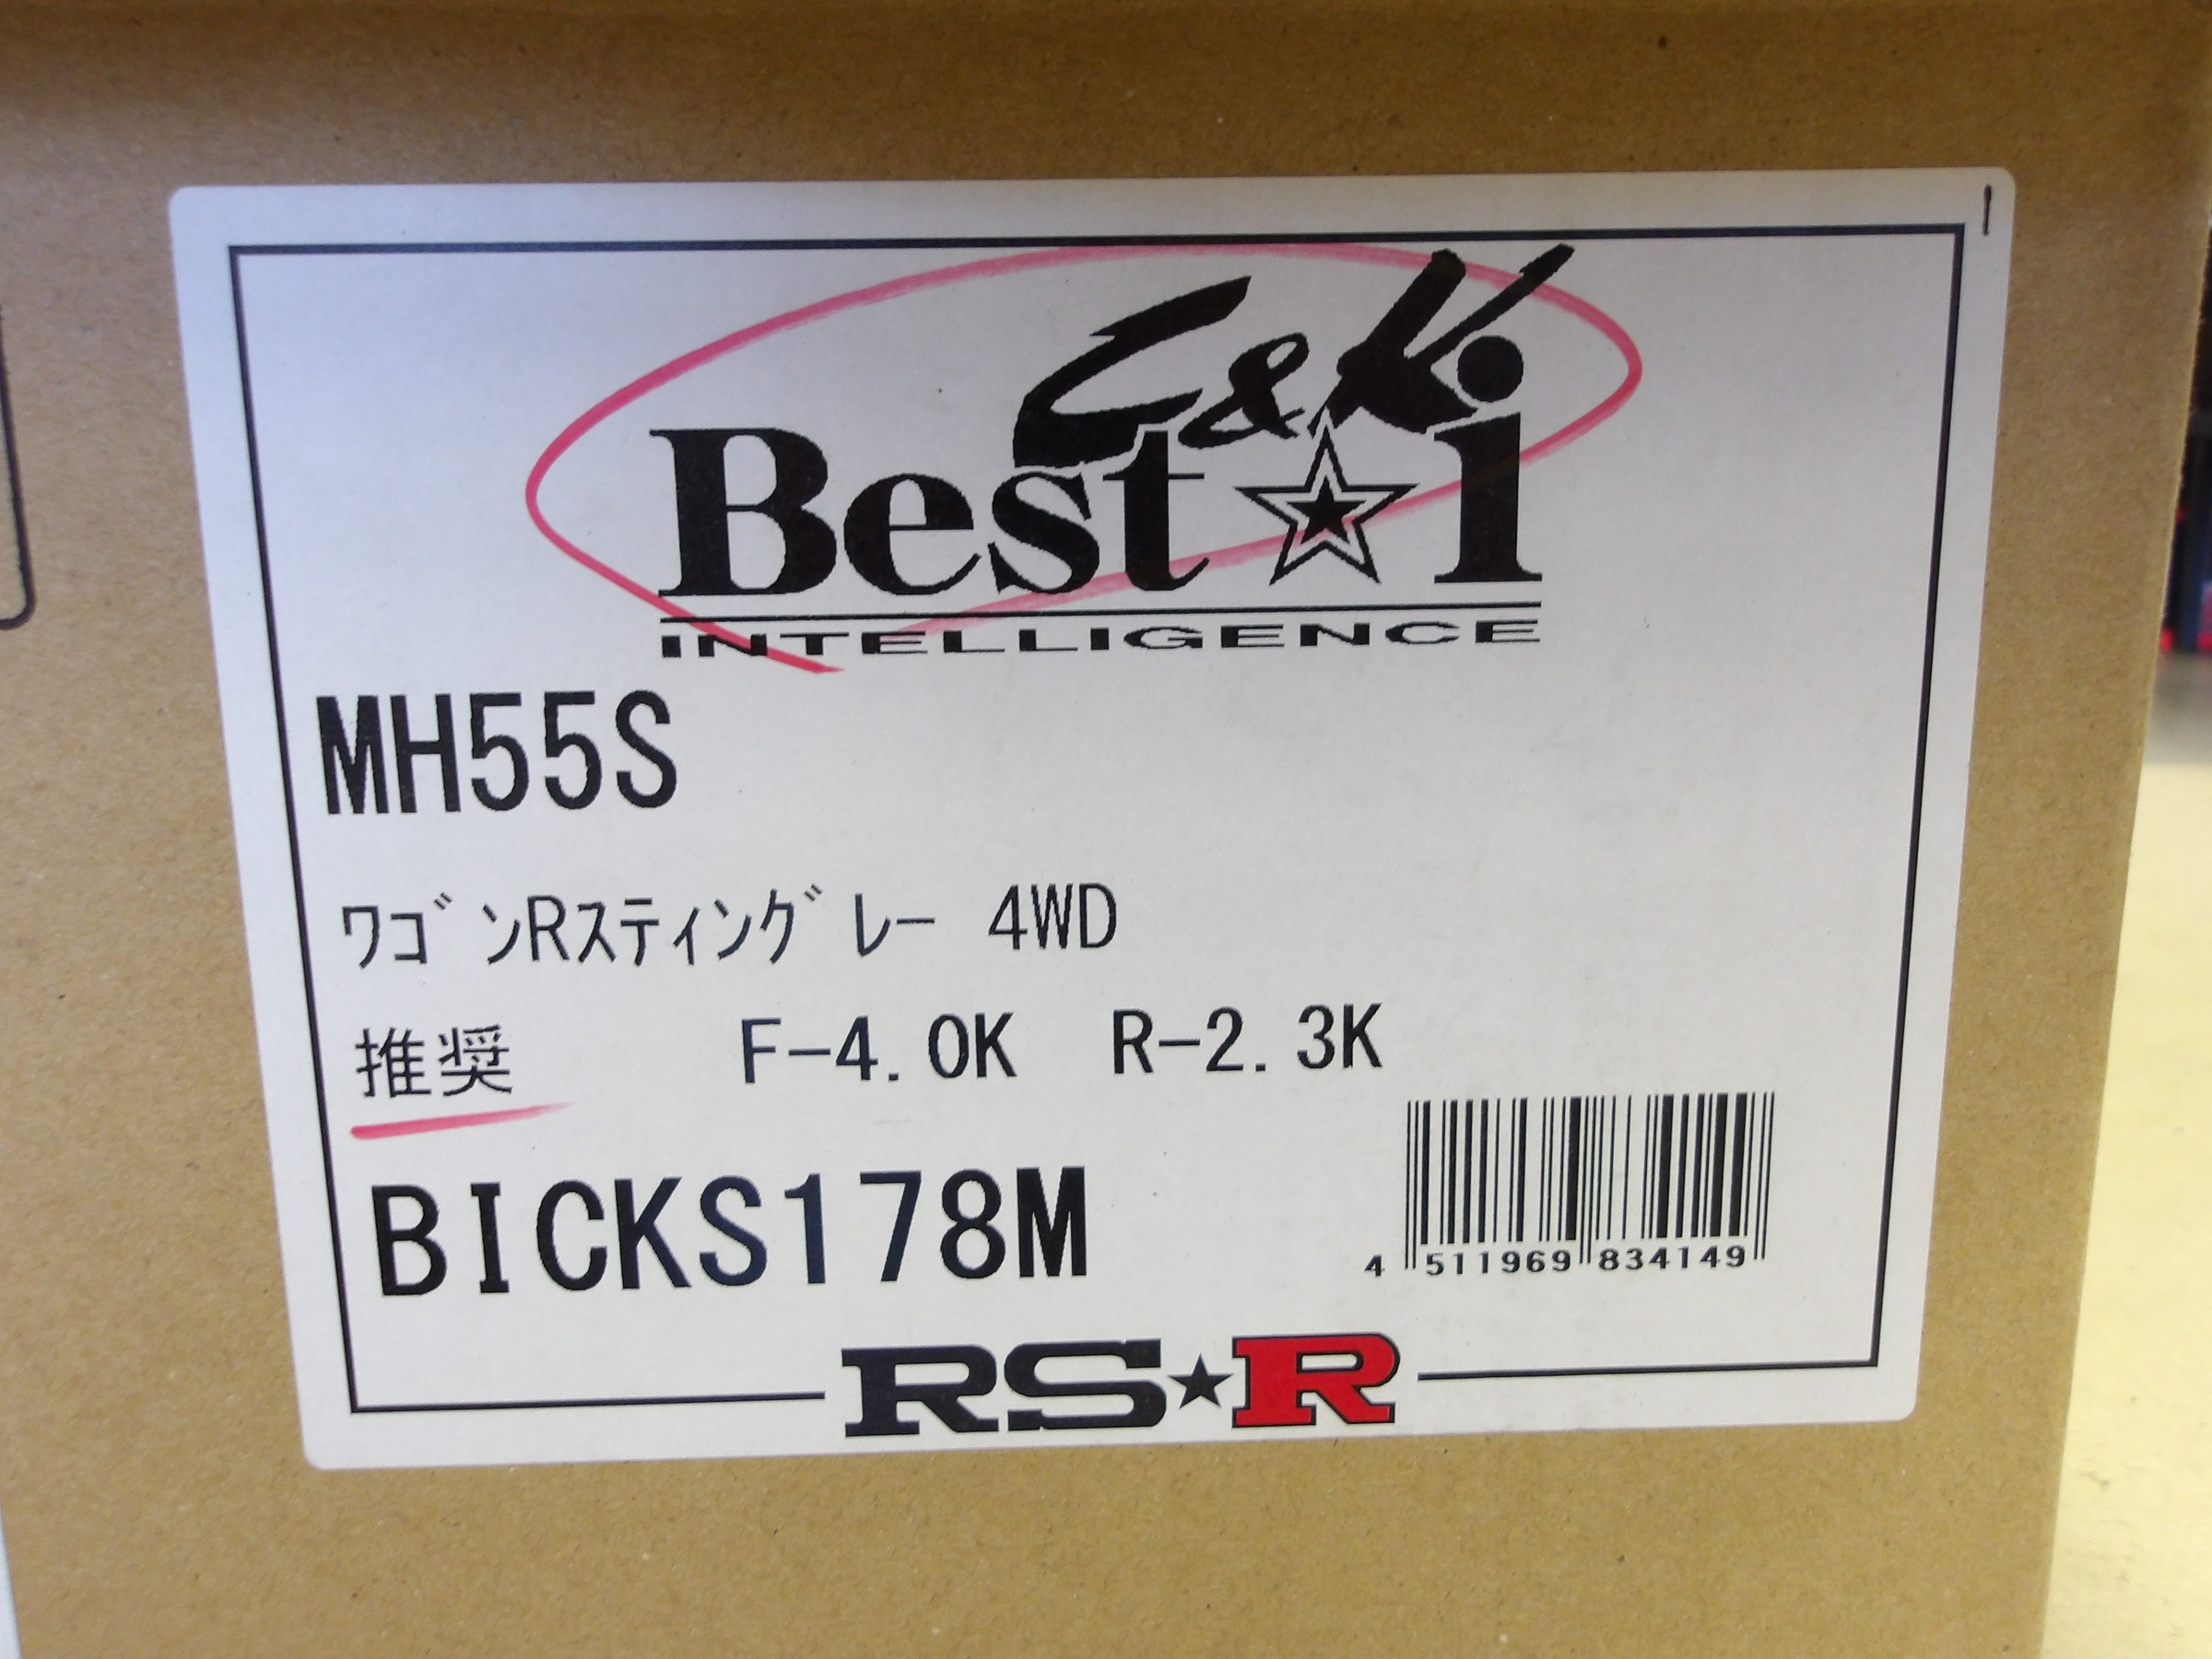 C&K
Best☆i
INTELLIGENCE
MH55S
ワゴンRスティングレー 4WD
推奨 F-4.0K R-2.3K
BICKS178M
4 511969 834149
RS★R